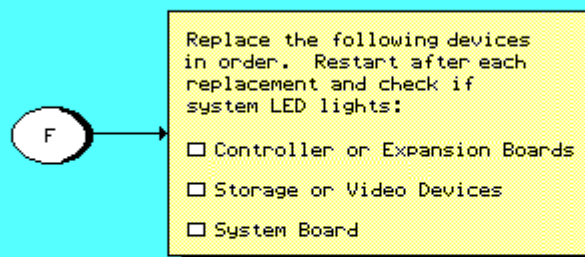 F
Replace the following devices
in order. Restart after each
replacement and check if
system LED lights:
Controller or Expansion Boards
Storage or Video Devices
System Board